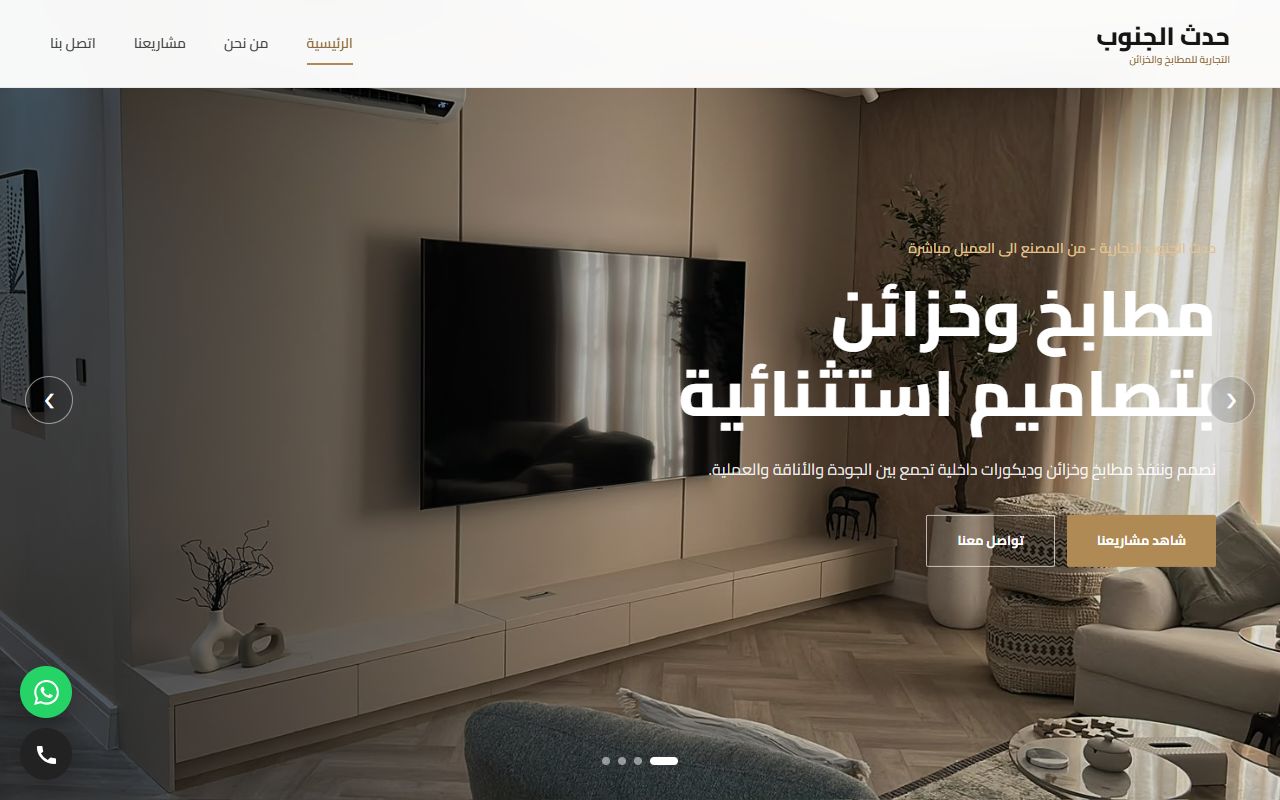 حدث الجنوب
التجارية للمطابخ والخزائن
الرئيسية
من نحن
مشاريعنا
اتصل بنا
حدث الجنوب التجارية - من المصنع الى العميل مباشرة
مطابخ وخزائن
بتصاميم استثنائية
نصمم وننفذ مطابخ وخزائن وديكورات داخلية تجمع بين الجودة والأناقة والعملية.
شاهد مشاريعنا
تواصل معنا